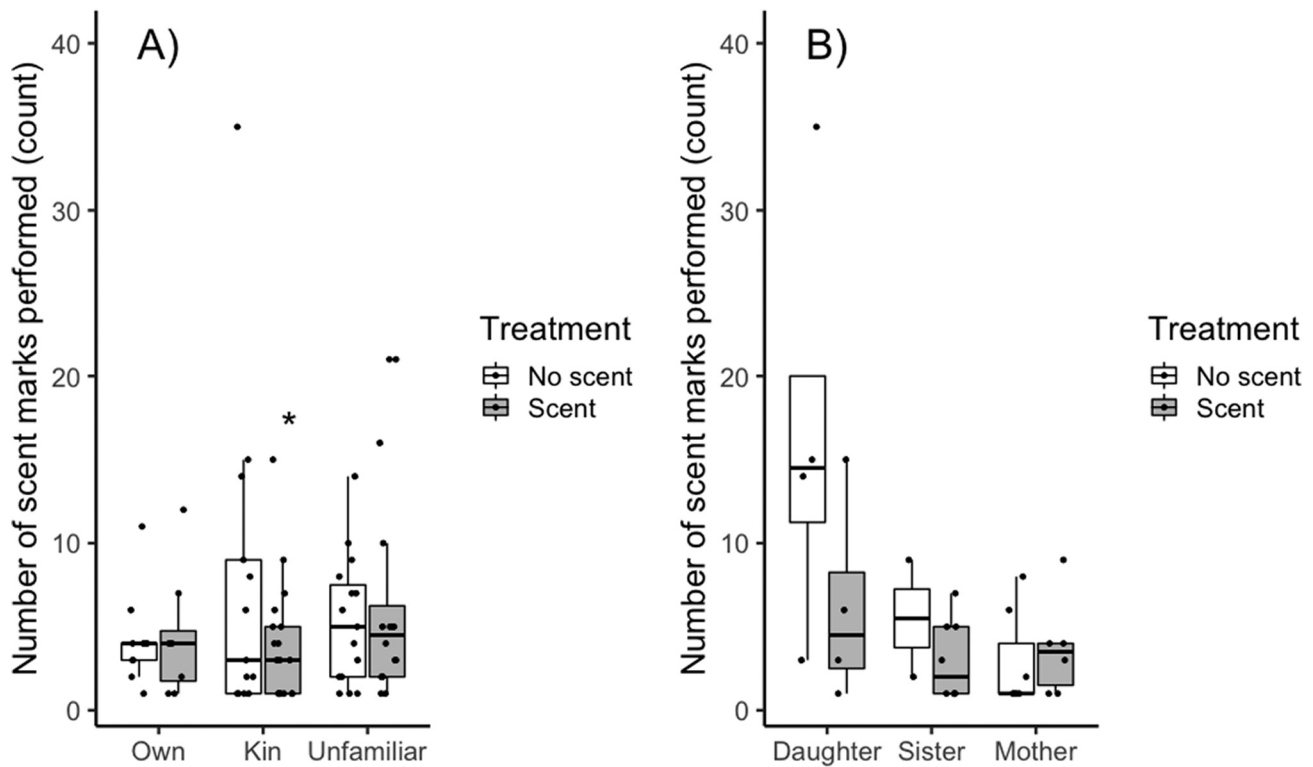 A)
Number of scent marks performed (count)
40
30
20
10
0
*
Own Kin Unfamiliar
Treatment
No scent
Scent
B)
Number of scent marks performed (count)
40
30
20
10
0
Daughter Sister Mother
Treatment
No scent
Scent